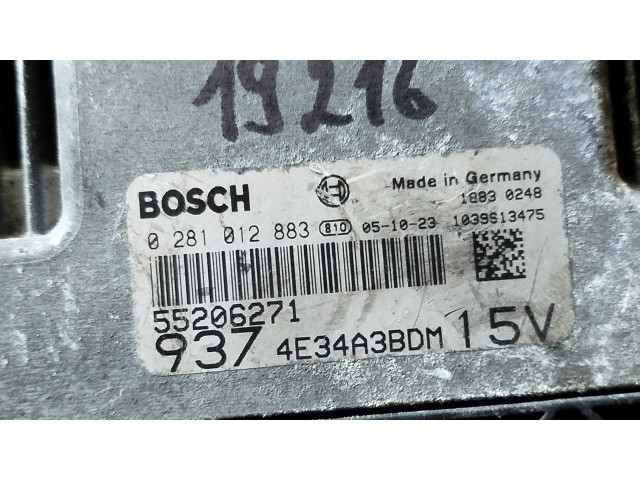 19216
BOSCH
Made in Germany
1883 0248
0 281 012 883 810 05-10-23 1039S13475
55206271
937 4E34A3BDM 15V